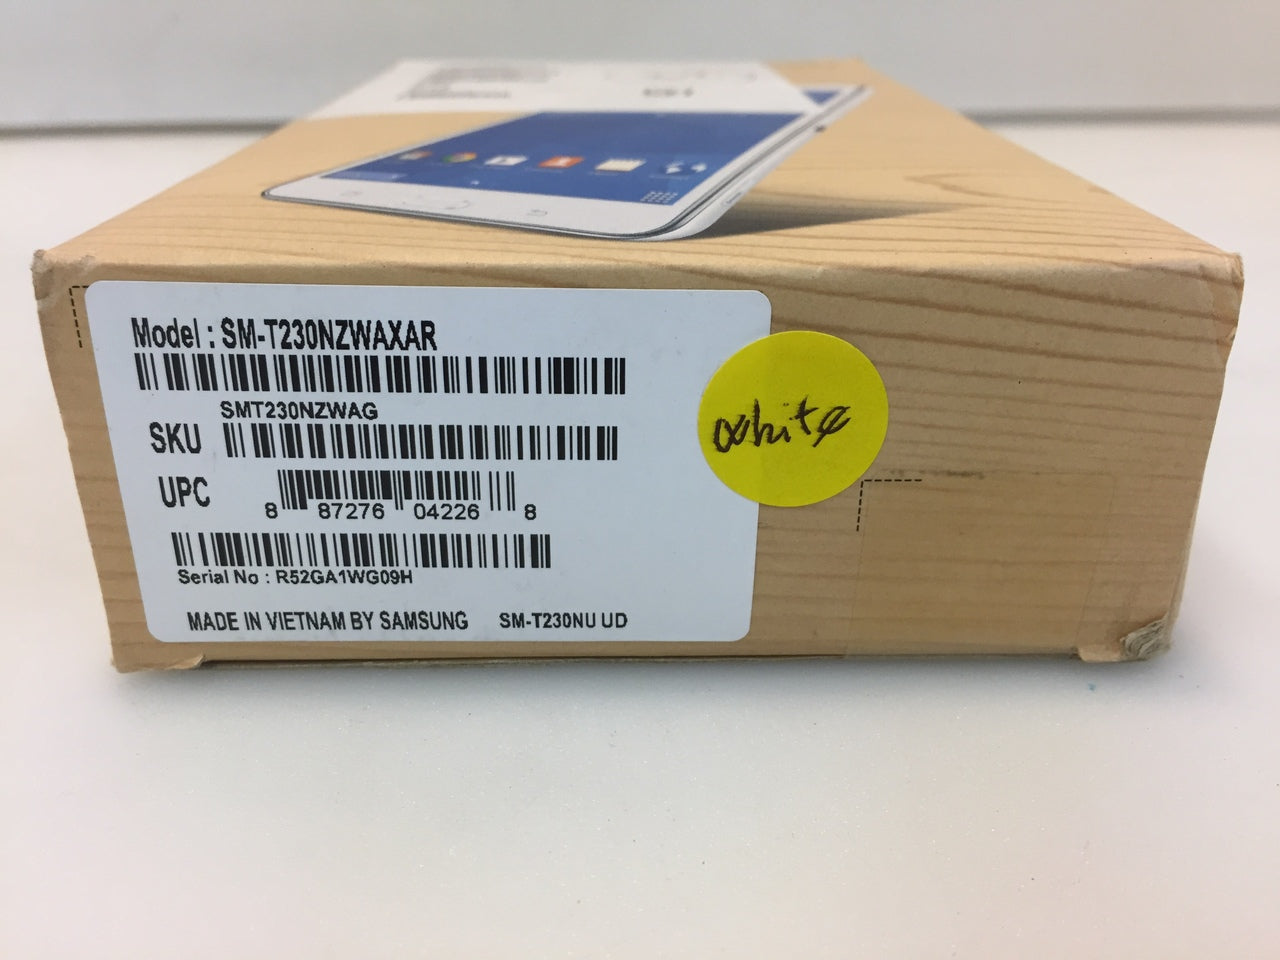 Model : SM-T230NZWAXAR
SMT230NZWAG
SKU
UPC
8 87276 04226 8
Serial No : R52GA1WG09H
MADE IN VIETNAM BY SAMSUNG SM-T230NU UD
white